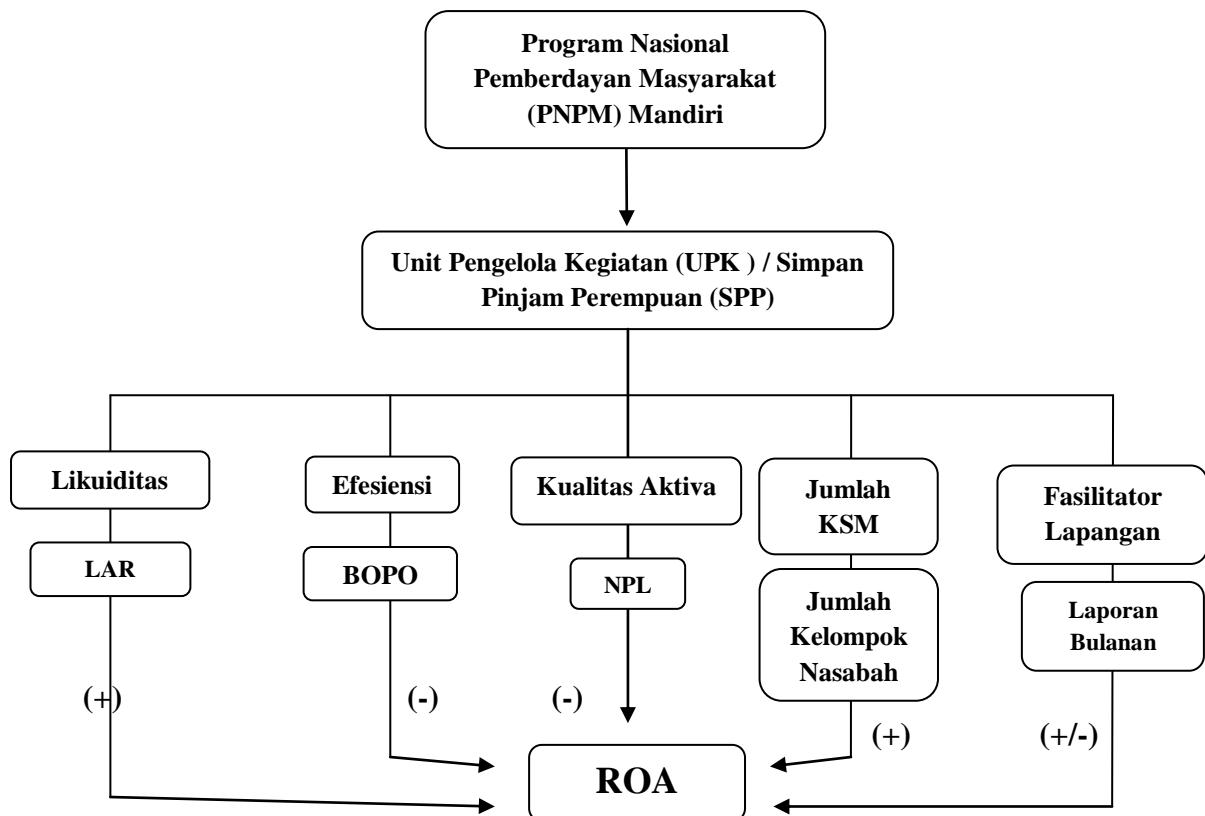 Program Nasional
Pemberdayan Masyarakat
(PNPM) Mandiri
Unit Pengelola Kegiatan (UPK ) / Simpan
Pinjam Perempuan (SPP)
Likuiditas
Efesiensi
Kualitas Aktiva
Jumlah
KSM
Fasilitator
Lapangan
LAR
BOPO
NPL
Jumlah
Kelompok
Nasabah
Laporan
Bulanan
(+)
(-)
(-)
(+)
(+/-)
ROA